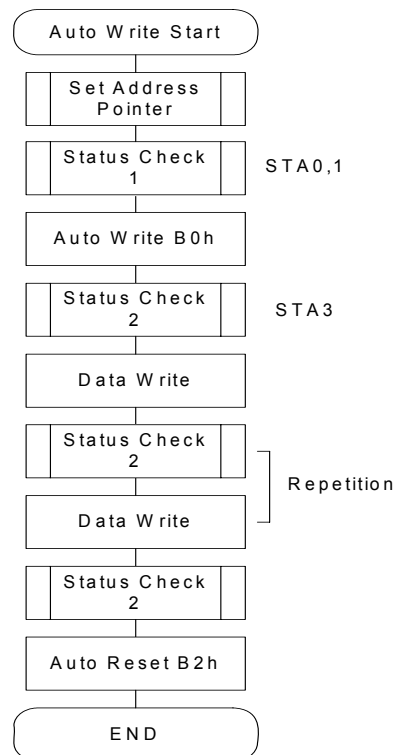 Auto Write Start
Set Address
Pointer
Status Check
1
STA0,1
Auto Write B0h
Status Check
2
STA3
Data Write
Status Check
2
Repetition
Data Write
Status Check
2
Auto Reset B2h
END